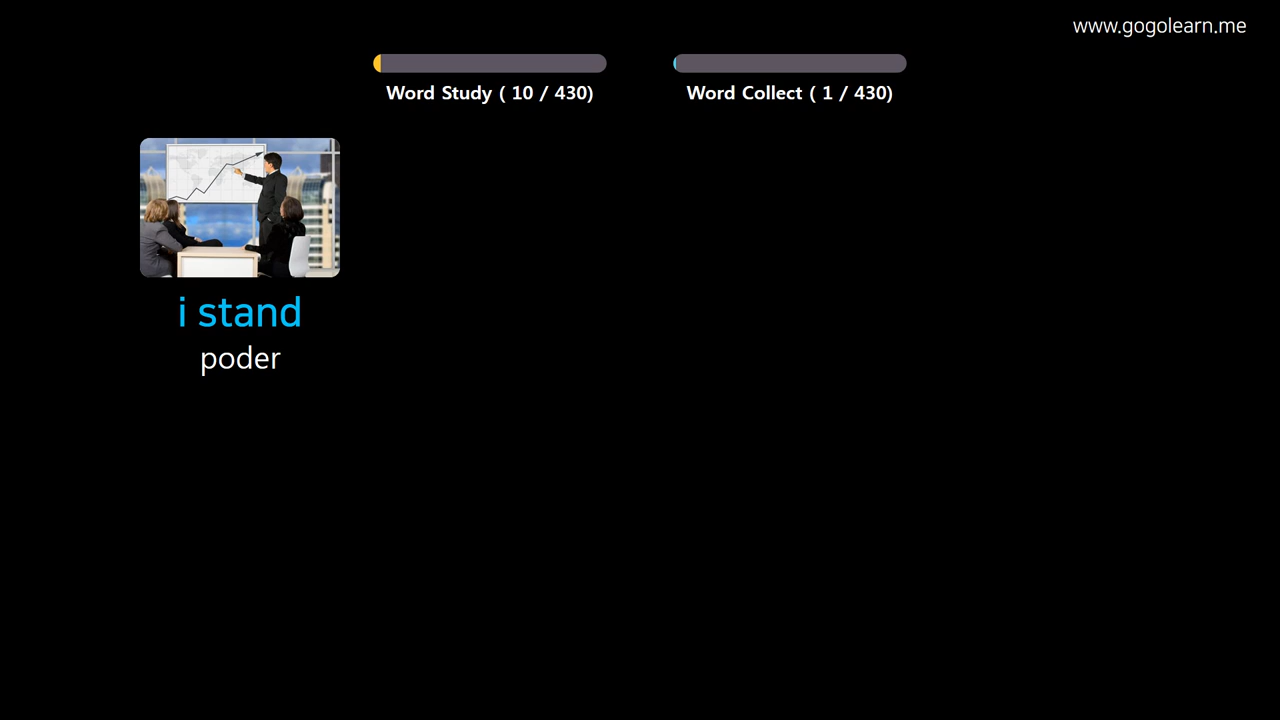 www.gogolearn.me
Word Study ( 10 / 430)
Word Collect ( 1 / 430)
i stand
poder